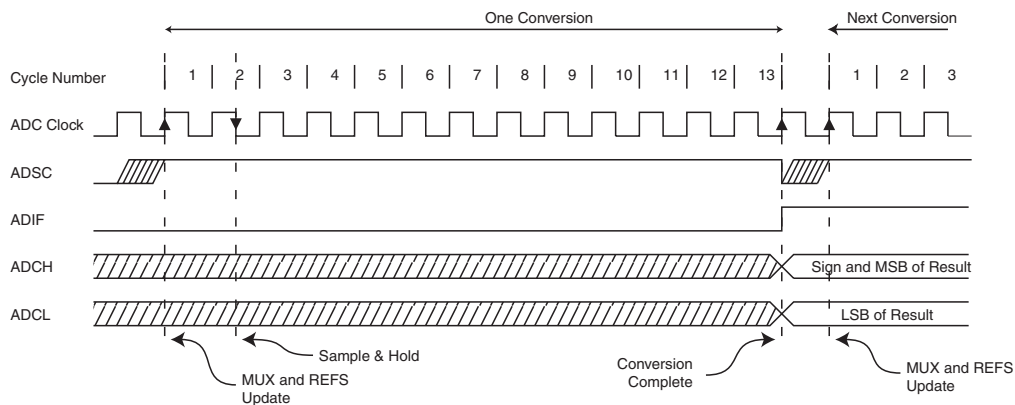 One Conversion
Next Conversion
Cycle Number 1 2 3 4 5 6 7 8 9 10 11 12 13 1 2 3
ADC Clock
ADSC
ADIF
ADCH
Sign and MSB of Result
ADCL
LSB of Result
Sample & Hold
MUX and REFS
Update
Conversion
Complete
MUX and REFS
Update